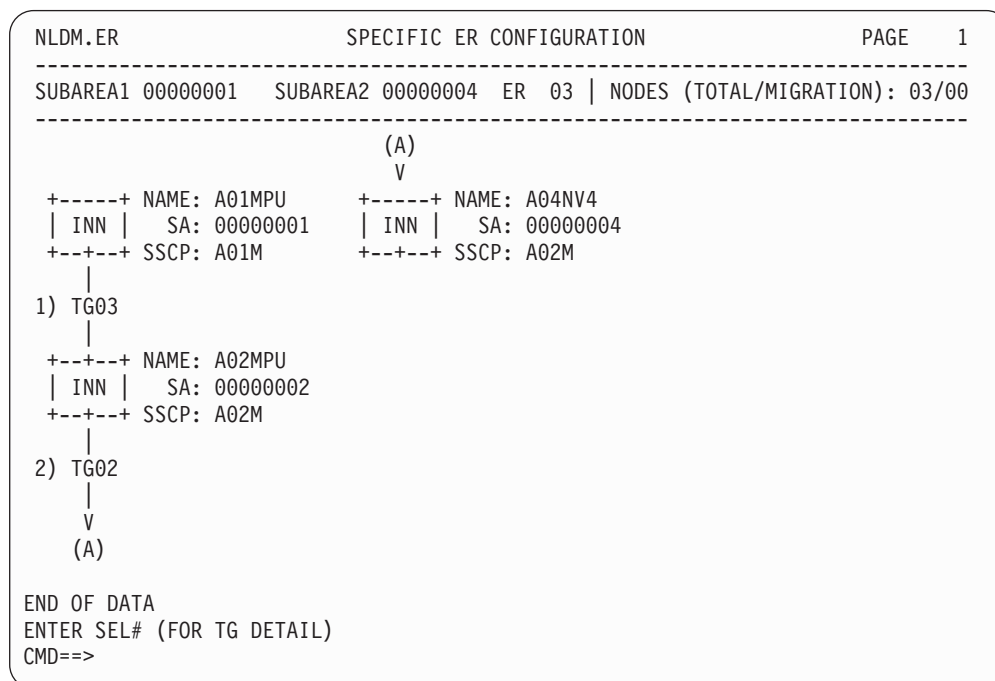 NLDM.ER                   SPECIFIC ER CONFIGURATION                  PAGE    1
------------------------------------------------------------------------------
SUBAREA1 00000001   SUBAREA2 00000004  ER  03 | NODES (TOTAL/MIGRATION): 03/00
------------------------------------------------------------------------------
                             (A)
                              V
 +-----+ NAME: A01MPU      +-----+ NAME: A04NV4
 | INN |   SA: 00000001    | INN |   SA: 00000004
 +--+--+ SSCP: A01M        +--+--+ SSCP: A02M
    |
1) TG03
    |
 +--+--+ NAME: A02MPU
 | INN |   SA: 00000002
 +--+--+ SSCP: A02M
    |
2) TG02
    |
    V
   (A)
END OF DATA
ENTER SEL# (FOR TG DETAIL)
CMD==>